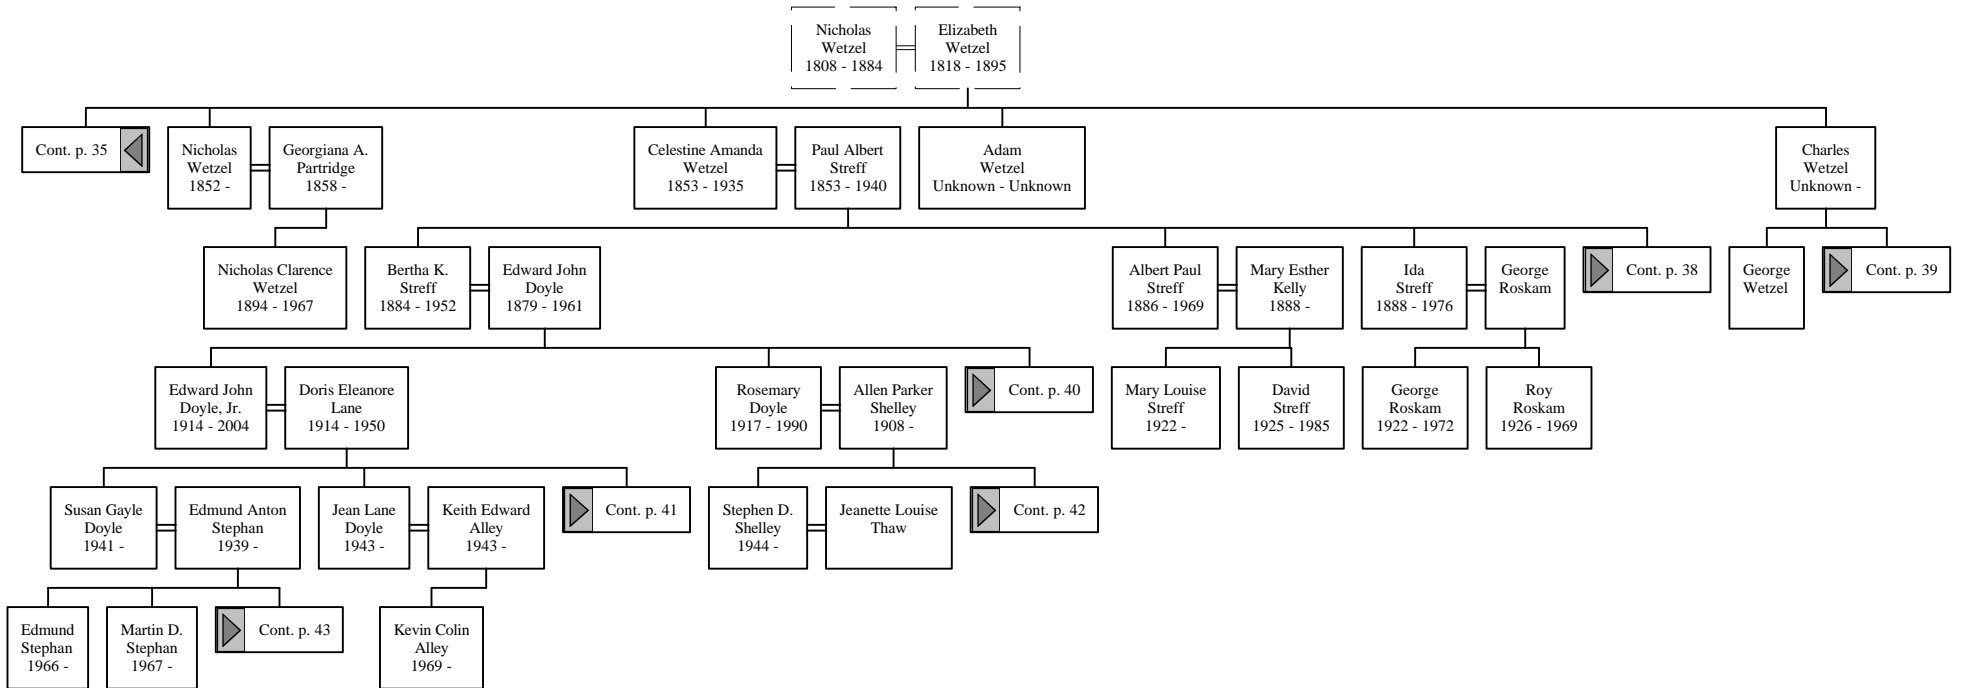 Nicholas
Wetzel
1808 - 1884
Elizabeth
Wetzel
1818 - 1895
Cont. p. 35
Nicholas
Wetzel
1852 -
Georgiana A.
Partridge
1858 -
Celestine Amanda
Wetzel
1853 - 1935
Paul Albert
Streff
1853 - 1940
Adam
Wetzel
Unknown - Unknown
Charles
Wetzel
Unknown -
Nicholas Clarence
Wetzel
1894 - 1967
Bertha K.
Streff
1884 - 1952
Edward John
Doyle
1879 - 1961
Albert Paul
Streff
1886 - 1969
Mary Esther
Kelly
1888 -
Ida
Streff
1888 - 1976
George
Roskam
Cont. p. 38
George
Wetzel
Cont. p. 39
Edward John
Doyle, Jr.
1914 - 2004
Doris Eleanore
Lane
1914 - 1950
Rosemary
Doyle
1917 - 1990
Allen Parker
Shelley
1908 -
Cont. p. 40
Mary Louise
Streff
1922 -
David
Streff
1925 - 1985
George
Roskam
1922 - 1972
Roy
Roskam
1926 - 1969
Susan Gayle
Doyle
1941 -
Edmund Anton
Stephan
1939 -
Jean Lane
Doyle
1943 -
Keith Edward
Alley
1943 -
Cont. p. 41
Stephen D.
Shelley
1944 -
Jeanette Louise
Thaw
Cont. p. 42
Edmund
Stephan
1966 -
Martin D.
Stephan
1967 -
Cont. p. 43
Kevin Colin
Alley
1969 -